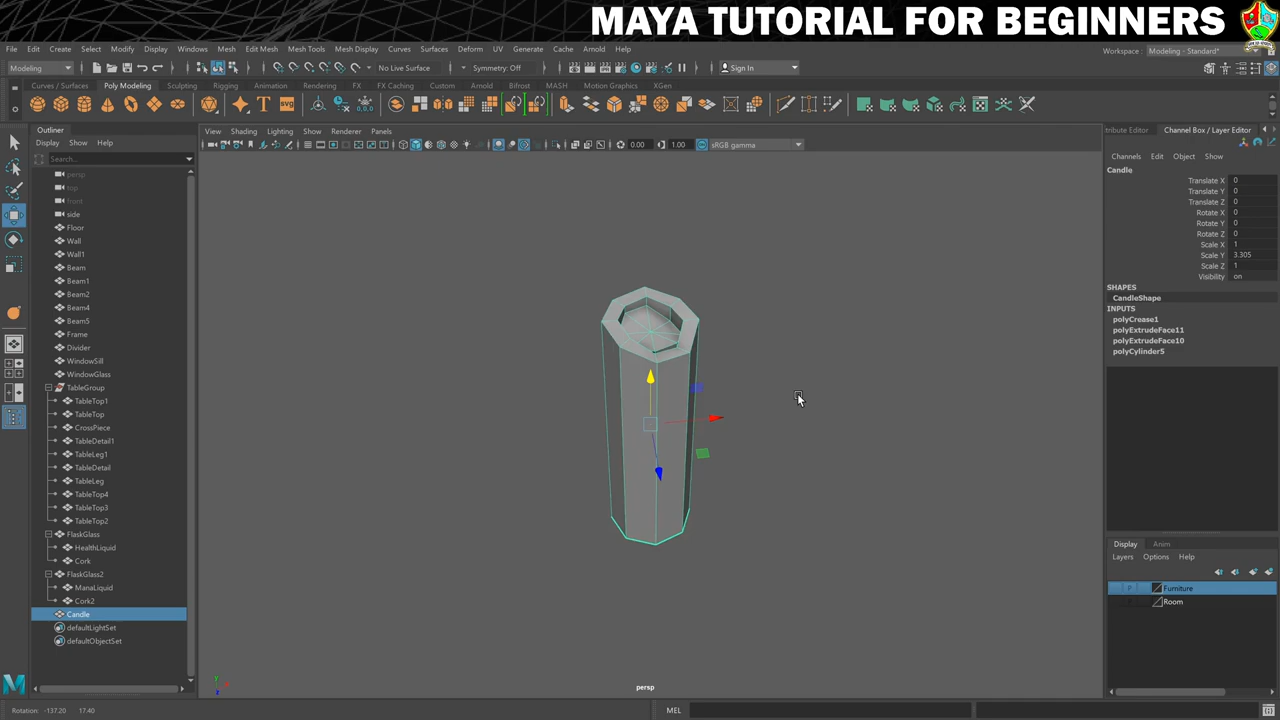 MAYA TUTORIAL FOR BEGINNERS
File Edit Create Select Modify Display Windows Mesh Edit Mesh Mesh Tools Mesh Display Curves Surfaces Deform UV Generate Cache Arnold Help
Workspace : Modeling - Standard*
Modeling No Live Surface Symmetry: Off Sign In
Curves / Surfaces Poly Modeling Sculpting Rigging Animation Rendering FX FX Caching Custom Arnold Bifrost MASH Motion Graphics XGen
Outliner
Display Show Help
Search...
persp
top
front
side
Floor
Wall
Wall1
Beam
Beam1
Beam2
Beam4
Beam5
Frame
Divider
WindowSill
WindowGlass
TableGroup
TableTop1
TableTop
CrossPiece
TableDetail1
TableLeg1
TableDetail
TableLeg
TableTop4
TableTop3
TableTop2
FlaskGlass
HealthLiquid
Cork
FlaskGlass2
ManaLiquid
Cork2
Candle
defaultLightSet
defaultObjectSet
View Shading Lighting Show Renderer Panels
0.00 1.00 sRGB gamma
persp
tribute Editor Channel Box / Layer Editor
Channels Edit Object Show
Candle
Translate X 0
Translate Y 0
Translate Z 0
Rotate X 0
Rotate Y 0
Rotate Z 0
Scale X 1
Scale Y 3.305
Scale Z 1
Visibility on
SHAPES
CandleShape
INPUTS
polyCrease1
polyExtrudeFace11
polyExtrudeFace10
polyCylinder5
Display Anim
Layers Options Help
P Furniture
Room
Rotation: -137.20 17.40
MEL